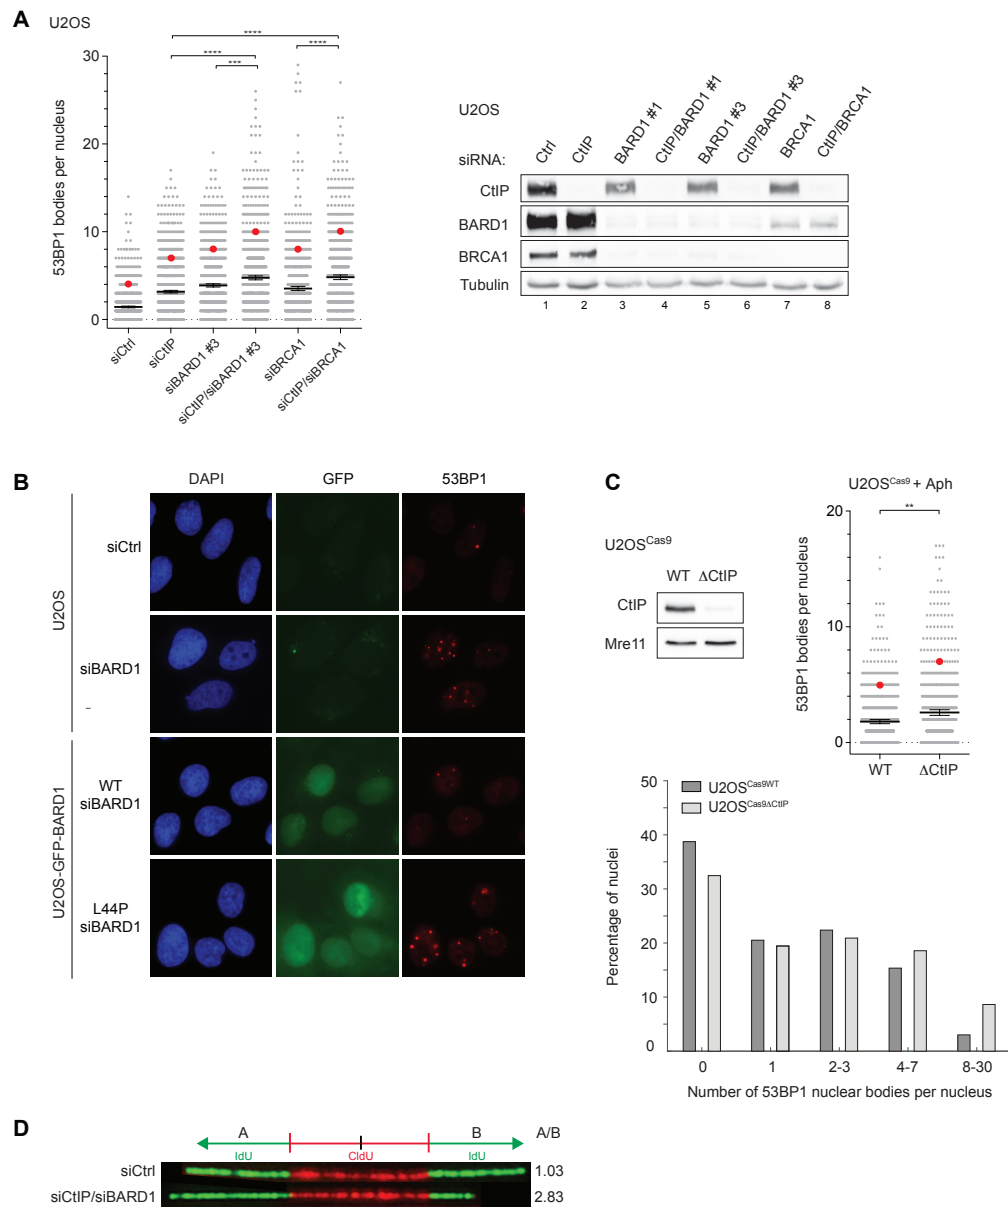 A
U2OS
****
****
****
***
30
20
10
0
53BP1 bodies per nucleus
siCtrl
siCtIP
siBARD1 #3
siCtIP/siBARD1 #3
siBRCA1
siCtIP/siBRCA1
U2OS
siRNA:
Ctrl
CtIP
BARD1 #1
CtIP/BARD1 #1
BARD1 #3
CtIP/BARD1 #3
BRCA1
CtIP/BRCA1
CtIP
BARD1
BRCA1
Tubulin
1 2 3 4 5 6 7 8
B
DAPI GFP 53BP1
U2OS
siCtrl
siBARD1
-
U2OS-GFP-BARD1
WT
siBARD1
L44P
siBARD1
C
U2OSCas9
WT ΔCtIP
CtIP
Mre11
U2OSCas9 + Aph
**
20
10
0
53BP1 bodies per nucleus
WT ΔCtIP
U2OSCas9WT
U2OSCas9ΔCtIP
50
40
30
20
10
0
Percentage of nuclei
0 1 2-3 4-7 8-30
Number of 53BP1 nuclear bodies per nucleus
D
A B A/B
IdU CldU IdU
siCtrl 1.03
siCtIP/siBARD1 2.83